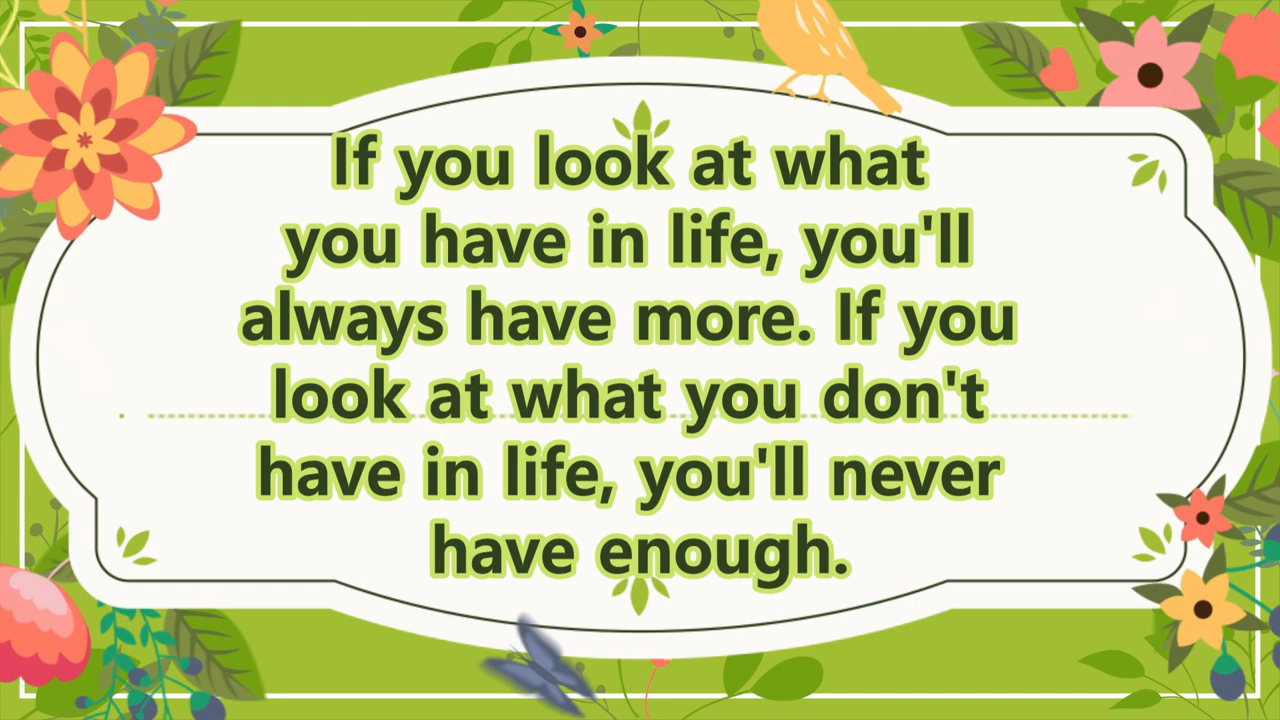 If you look at what
you have in life, you'll
always have more. If you
look at what you don't
have in life, you'll never
have enough.